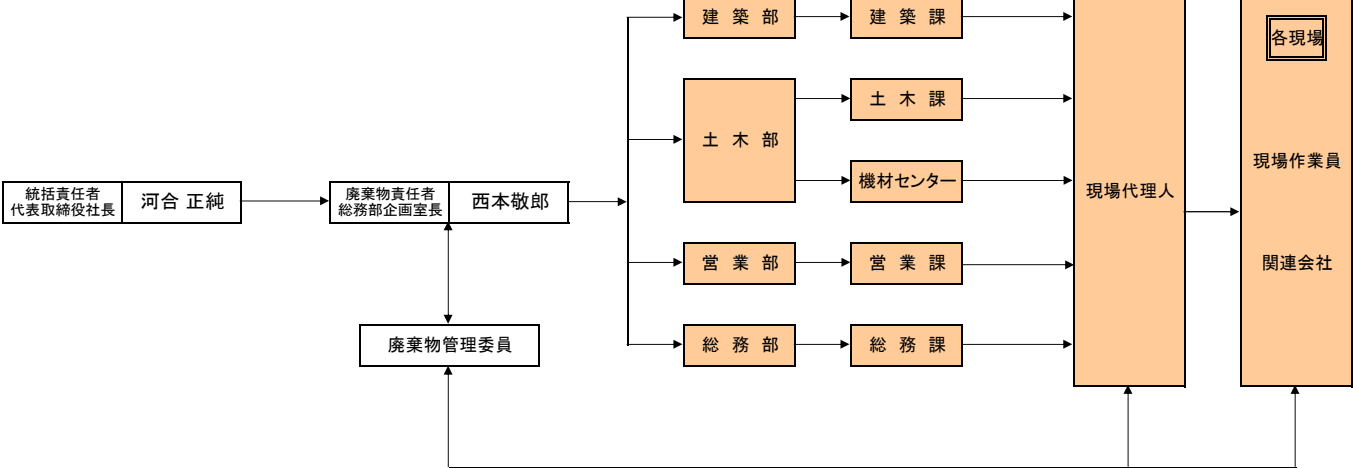 統括責任者
代表取締役社長
河合 正純
廃棄物責任者
総務部企画室長
西本敬郎
廃棄物管理委員
建 築 部
建 築 課
土 木 部
土 木 課
機材センター
営 業 部
営 業 課
総 務 部
総 務 課
現場代理人
各現場
現場作業員
関連会社